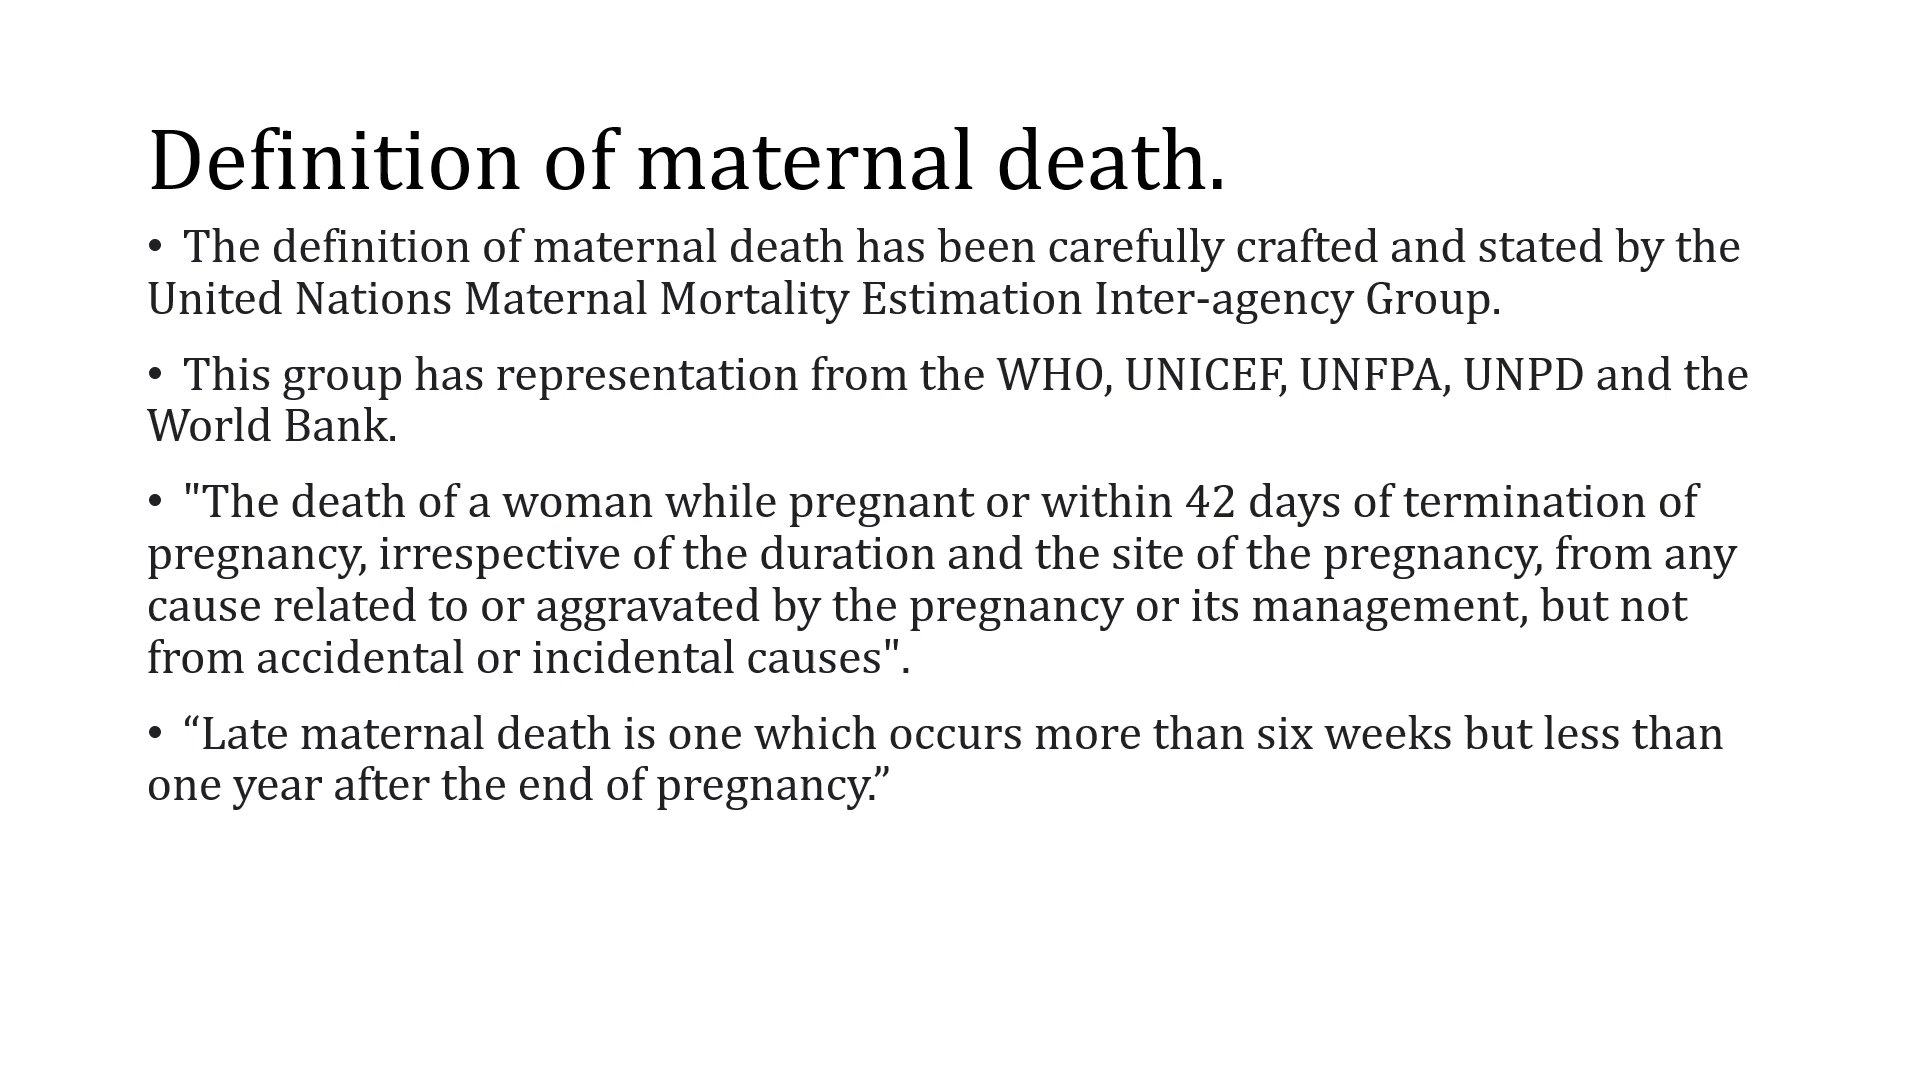 Definition of maternal death.
• The definition of maternal death has been carefully crafted and stated by the
United Nations Maternal Mortality Estimation Inter-agency Group.
• This group has representation from the WHO, UNICEF, UNFPA, UNPD and the
World Bank.
• "The death of a woman while pregnant or within 42 days of termination of
pregnancy, irrespective of the duration and the site of the pregnancy, from any
cause related to or aggravated by the pregnancy or its management, but not
from accidental or incidental causes".
• “Late maternal death is one which occurs more than six weeks but less than
one year after the end of pregnancy.”